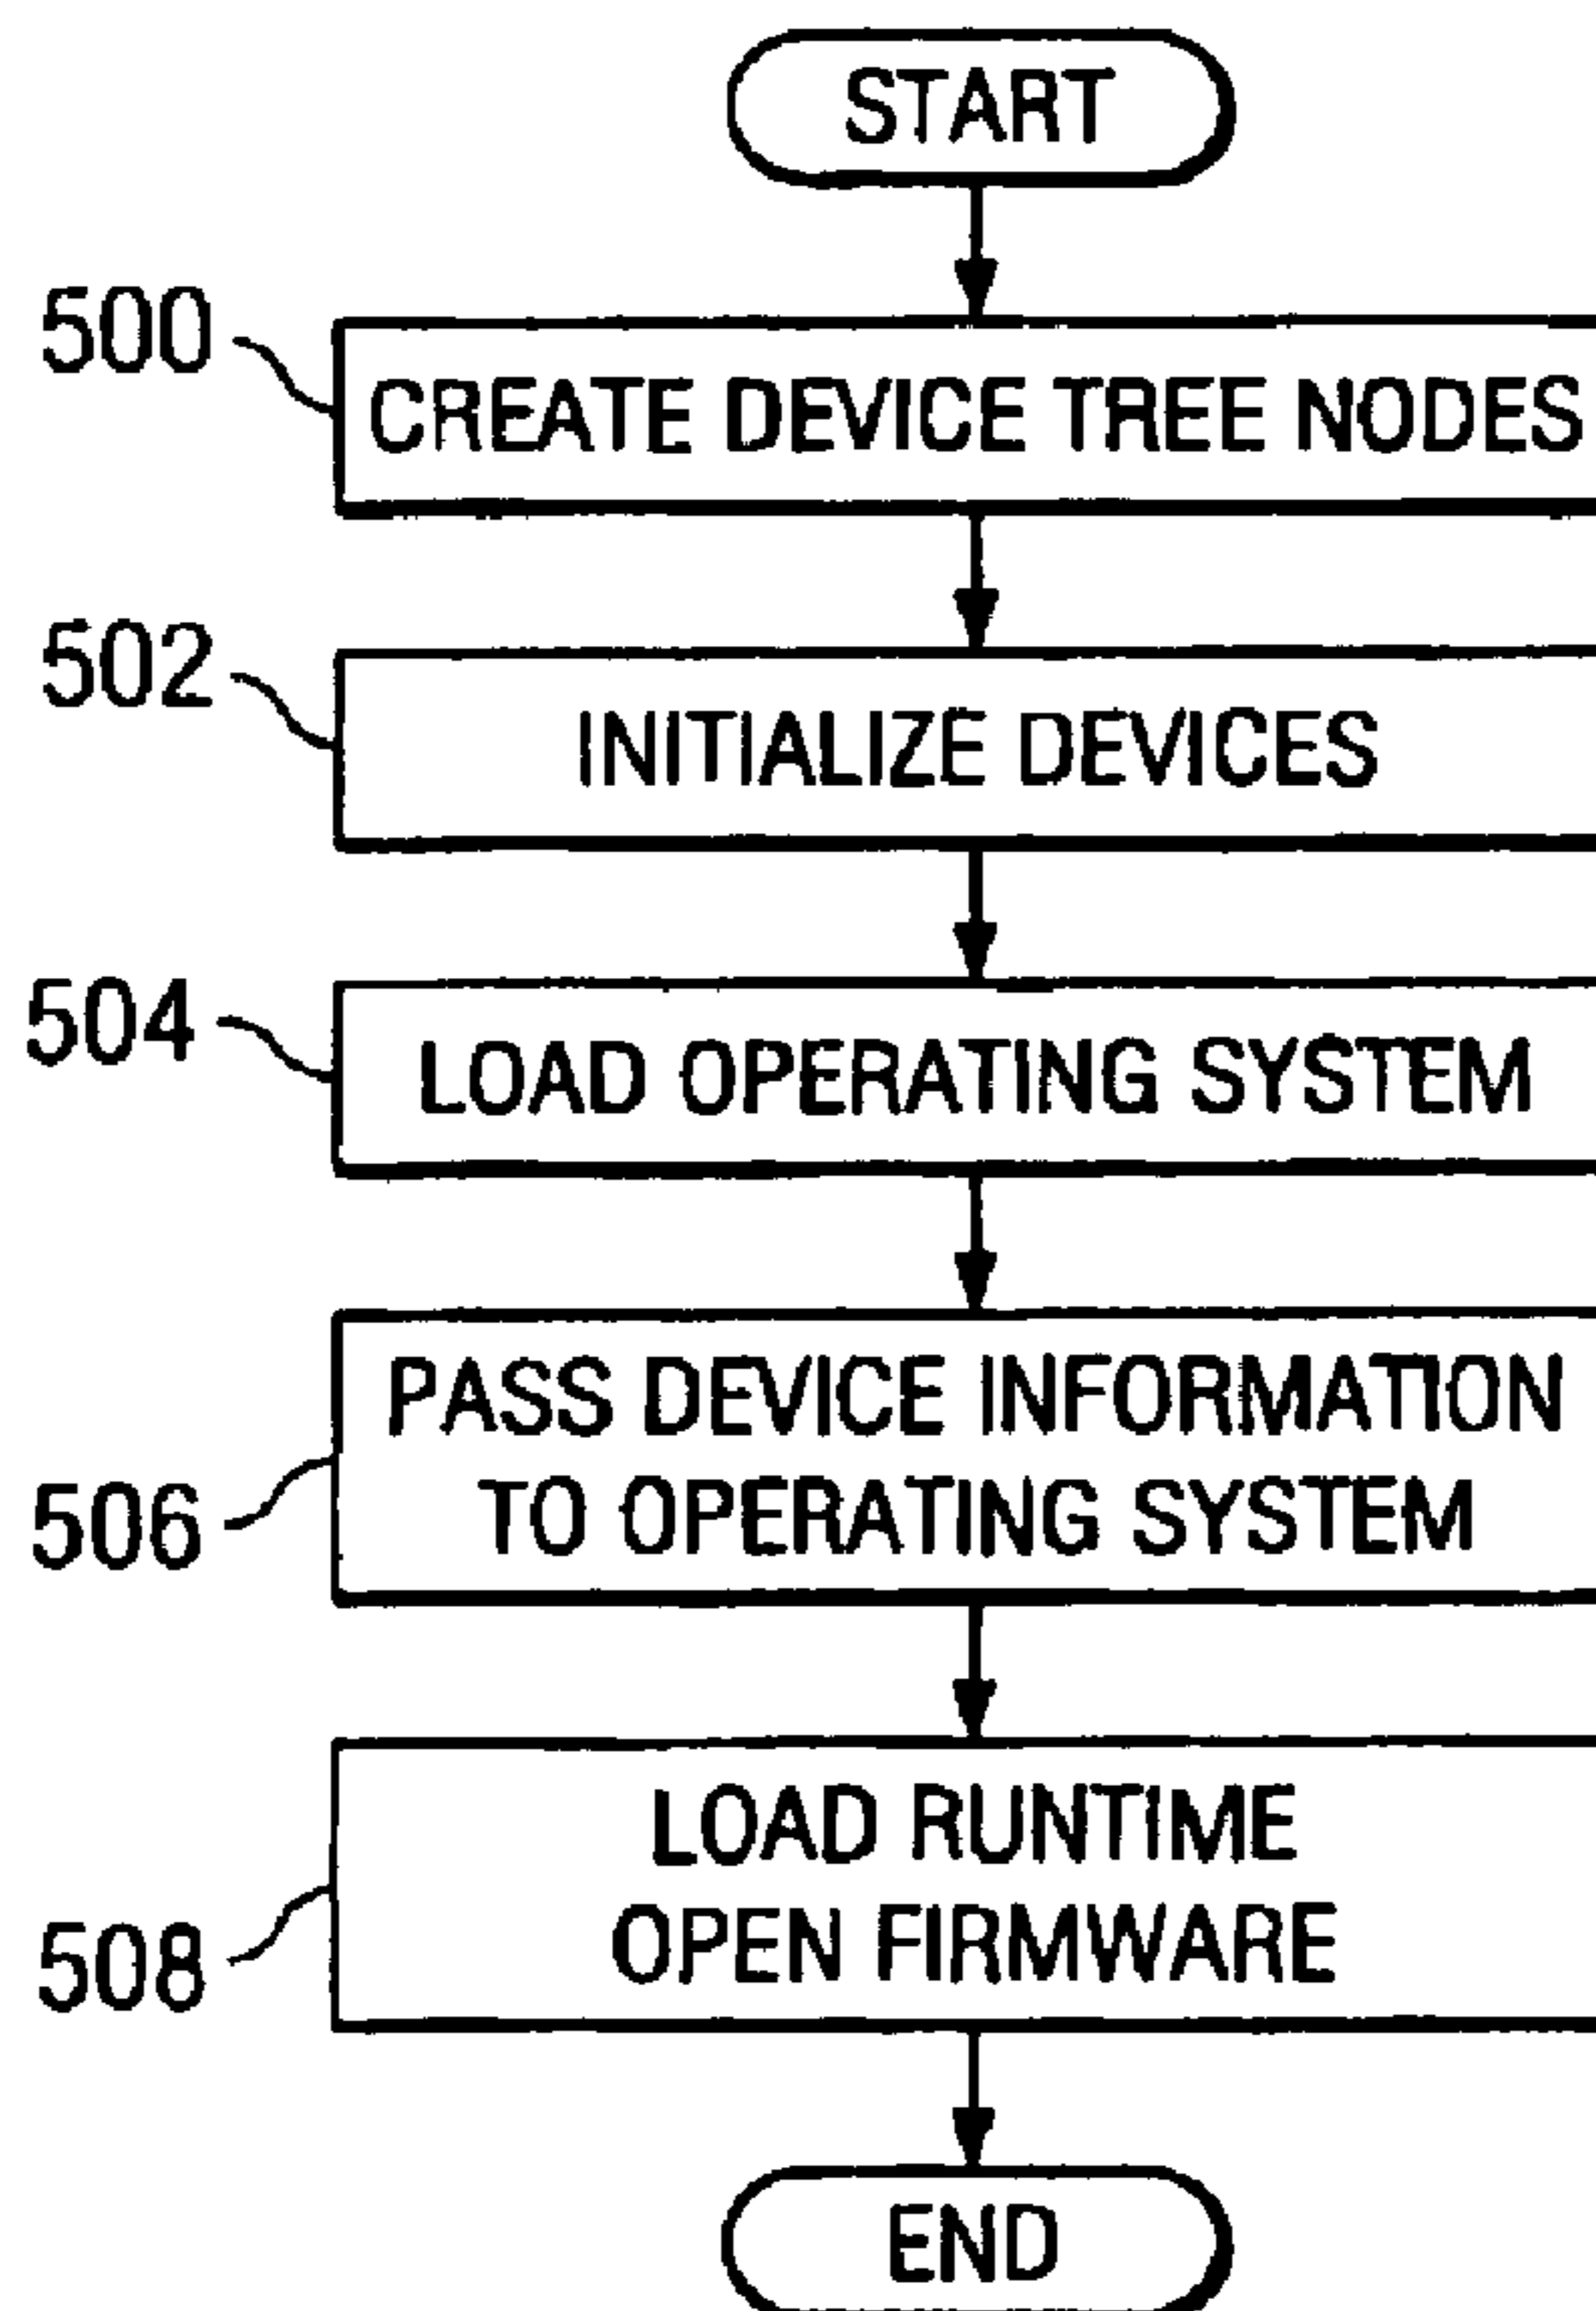 START
500
CREATE DEVICE TREE NODES
502
INITIALIZE DEVICES
504
LOAD OPERATING SYSTEM
PASS DEVICE INFORMATION
TO OPERATING SYSTEM
506
LOAD RUNTIME
OPEN FIRMWARE
508
END